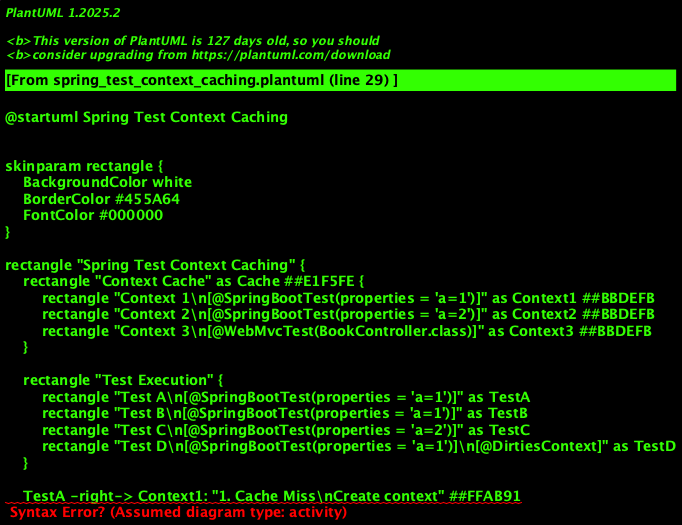 PlantUML 1.2025.2
<b>This version of PlantUML is 127 days old, so you should
<b>consider upgrading from https://plantuml.com/download
[From spring_test_context_caching.plantuml (line 29) ]
@startuml Spring Test Context Caching
skinparam rectangle {
BackgroundColor white
BorderColor #455A64
FontColor #000000
}
rectangle "Spring Test Context Caching" {
rectangle "Context Cache" as Cache ##E1F5FE {
rectangle "Context 1\n[@SpringBootTest(properties = 'a=1')]" as Context1 ##BBDEFB
rectangle "Context 2\n[@SpringBootTest(properties = 'a=2')]" as Context2 ##BBDEFB
rectangle "Context 3\n[@WebMvcTest(BookController.class)]" as Context3 ##BBDEFB
}
rectangle "Test Execution" {
rectangle "Test A\n[@SpringBootTest(properties = 'a=1')]" as TestA
rectangle "Test B\n[@SpringBootTest(properties = 'a=1')]" as TestB
rectangle "Test C\n[@SpringBootTest(properties = 'a=2')]" as TestC
rectangle "Test D\n[@SpringBootTest(properties = 'a=1')]\n[@DirtiesContext]" as TestD
}
TestA -right-> Context1: "1. Cache Miss\nCreate context" ##FFAB91
Syntax Error? (Assumed diagram type: activity)